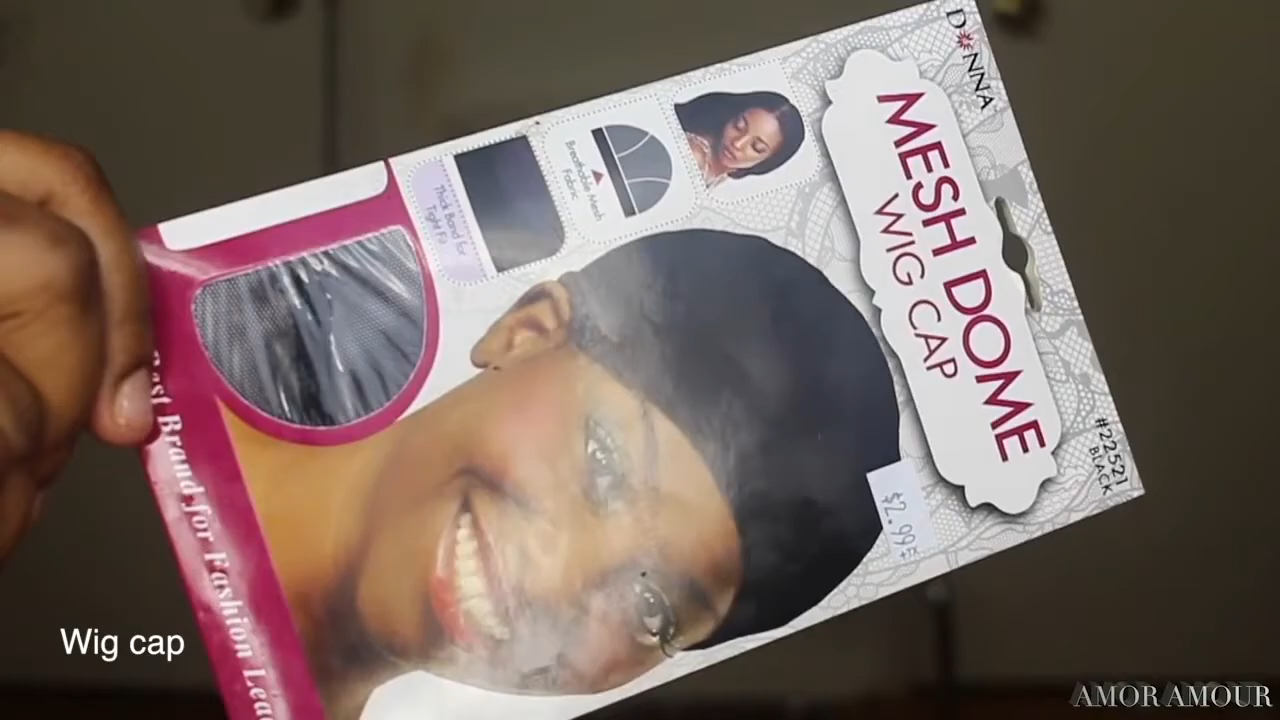 DONNA
MESH DOME
WIG CAP
#22521
BLACK
$2.99
Breathable Mesh
Fabric
Thick Band for
Tight Fit
Best Brand for Fashion
Wig cap
AMOR AMOUR